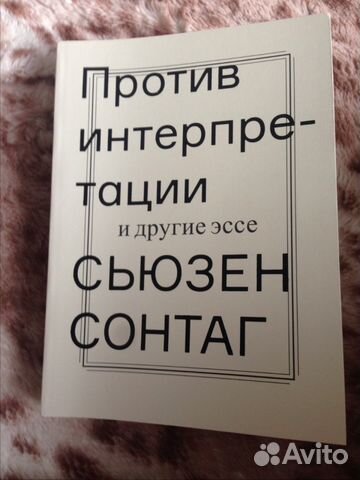 Против
интерпре-
тации
и другие эссе
СЬЮЗЕН
СОНТАГ
Avito